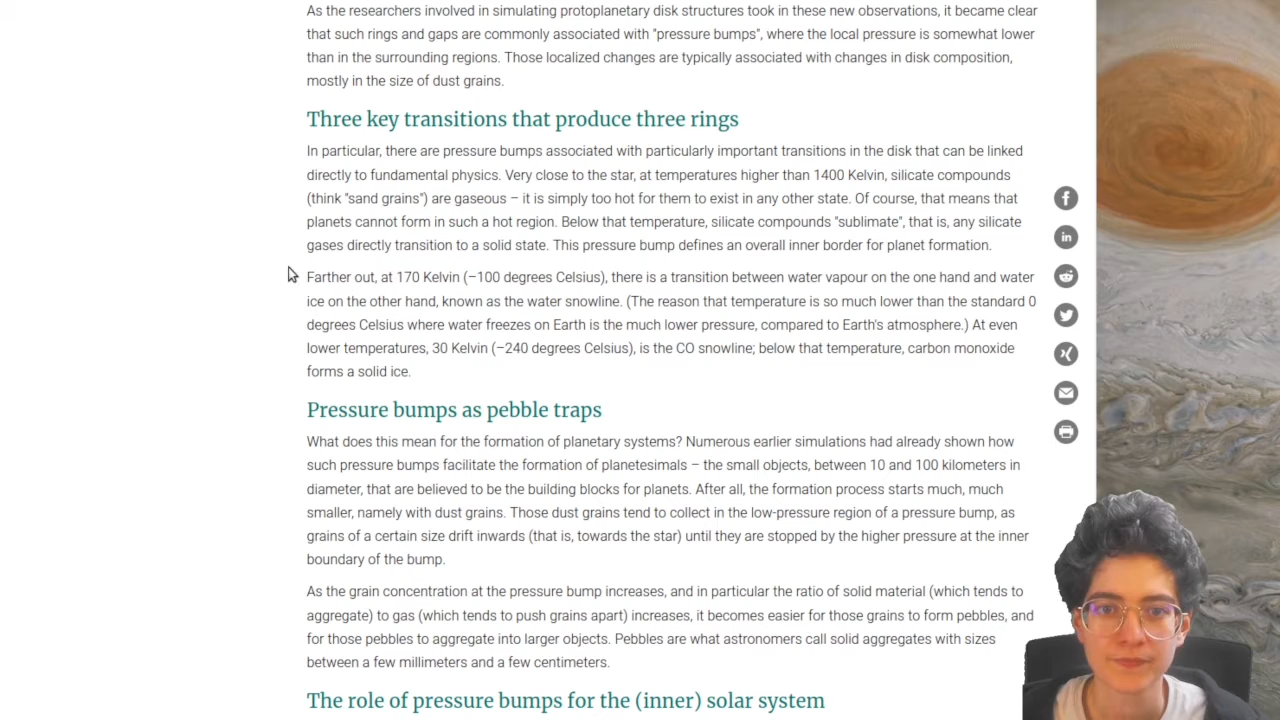 As the researchers involved in simulating protoplanetary disk structures took in these new observations, it became clear
that such rings and gaps are commonly associated with "pressure bumps", where the local pressure is somewhat lower
than in the surrounding regions. Those localized changes are typically associated with changes in disk composition,
mostly in the size of dust grains.
Three key transitions that produce three rings
In particular, there are pressure bumps associated with particularly important transitions in the disk that can be linked
directly to fundamental physics. Very close to the star, at temperatures higher than 1400 Kelvin, silicate compounds
(think "sand grains") are gaseous – it is simply too hot for them to exist in any other state. Of course, that means that
planets cannot form in such a hot region. Below that temperature, silicate compounds "sublimate", that is, any silicate
gases directly transition to a solid state. This pressure bump defines an overall inner border for planet formation.
Farther out, at 170 Kelvin (–100 degrees Celsius), there is a transition between water vapour on the one hand and water
ice on the other hand, known as the water snowline. (The reason that temperature is so much lower than the standard 0
degrees Celsius where water freezes on Earth is the much lower pressure, compared to Earth's atmosphere.) At even
lower temperatures, 30 Kelvin (–240 degrees Celsius), is the CO snowline; below that temperature, carbon monoxide
forms a solid ice.
Pressure bumps as pebble traps
What does this mean for the formation of planetary systems? Numerous earlier simulations had already shown how
such pressure bumps facilitate the formation of planetesimals – the small objects, between 10 and 100 kilometers in
diameter, that are believed to be the building blocks for planets. After all, the formation process starts much, much
smaller, namely with dust grains. Those dust grains tend to collect in the low-pressure region of a pressure bump, as
grains of a certain size drift inwards (that is, towards the star) until they are stopped by the higher pressure at the inner
boundary of the bump.
As the grain concentration at the pressure bump increases, and in particular the ratio of solid material (which tends to
aggregate) to gas (which tends to push grains apart) increases, it becomes easier for those grains to form pebbles, and
for those pebbles to aggregate into larger objects. Pebbles are what astronomers call solid aggregates with sizes
between a few millimeters and a few centimeters.
The role of pressure bumps for the (inner) solar system